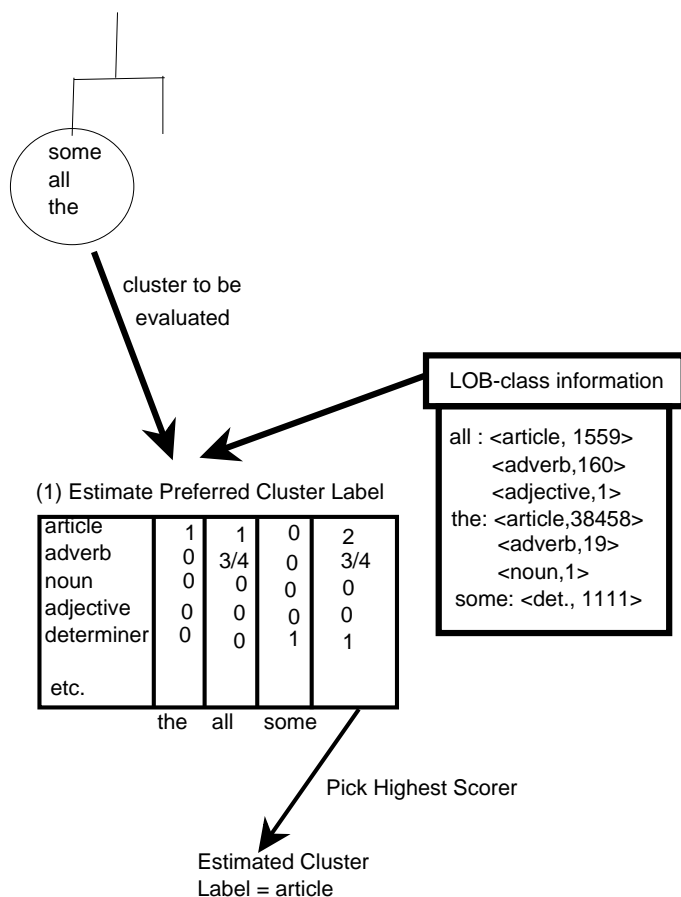 some
all
the
cluster to be
evaluated
LOB-class information
all : <article, 1559>
<adverb,160>
<adjective,1>
the: <article,38458>
<adverb,19>
<noun,1>
some: <det., 1111>
(1) Estimate Preferred Cluster Label
article 1 1 0 2
adverb 0 3/4 0 3/4
noun 0 0 0 0
adjective 0 0 0 0
determiner 0 0 1 1
etc.
the all some
Pick Highest Scorer
Estimated Cluster
Label = article